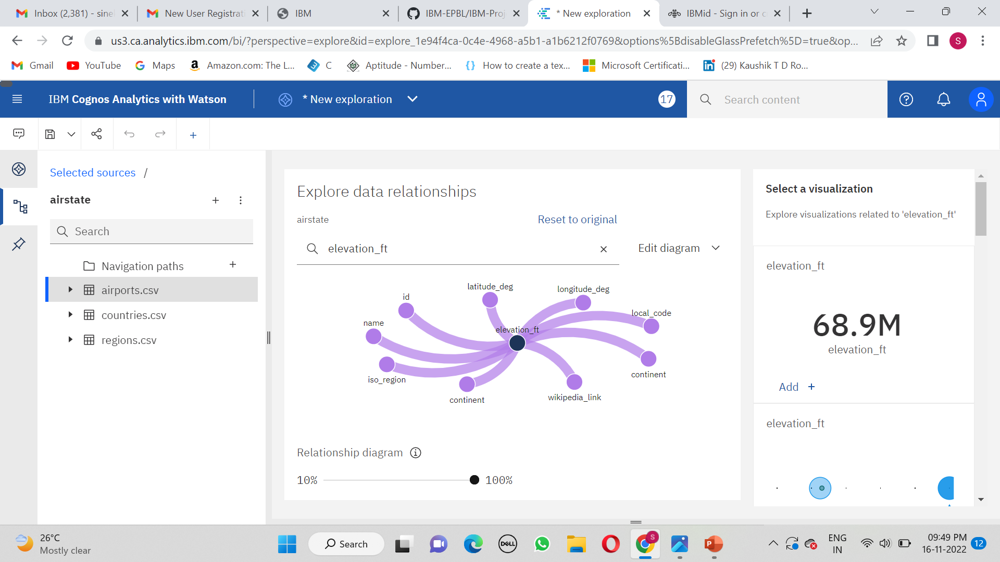 Inbox (2,381) - sinel
New User Registrati
IBM
IBM-EPBL/IBM-Proj
* New exploration
IBMid - Sign in or c
us3.ca.analytics.ibm.com/bi/?perspective=explore&id=explore_1e94f4ca-0c4e-4968-a5b1-a1b6212f0769&options%5BdisableGlassPrefetch%5D=true&op...
S
Gmail
YouTube
Maps
Amazon.com: The L...
C
Aptitude - Number...
How to create a tex...
Microsoft Certificati...
(29) Kaushik T D Ro...
IBM Cognos Analytics with Watson
* New exploration
17
Search content
Selected sources /
airstate
Search
Navigation paths
airports.csv
countries.csv
regions.csv
Explore data relationships
airstate
Reset to original
elevation_ft
Edit diagram
latitude_deg
longitude_deg
id
local_code
name
elevation_ft
iso_region
continent
continent
wikipedia_link
Relationship diagram
10%
100%
Select a visualization
Explore visualizations related to 'elevation_ft'
elevation_ft
68.9M
elevation_ft
Add +
elevation_ft
26°C
Mostly clear
Search
DELL
S
P
ENG
IN
09:49 PM
16-11-2022
12